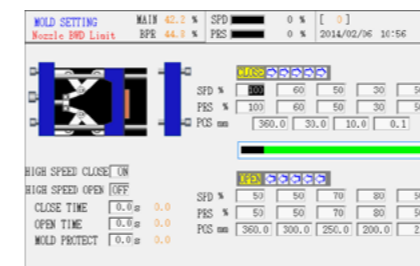 MOLD SETTING MAIN 42.2 % SPD 0 % [ 0 ]
Nozzle BWD Limit BPR 44.3 % PRS 0 % 2014/02/06 10:56
CLOSE
SPD % 60 50 30
PRS % 100 60 50 30
POS mm 360.0 30.0 10.0 0.1
HIGH SPEED CLOSE ON
HIGH SPEED OPEN OFF
CLOSE TIME 0.0 s 0.0
OPEN TIME 0.0 s 0.0
MOLD PROTECT 0.0 s 0.0
OPEN
SPD % 50 50 70 80
PRS % 50 50 70 80
POS mm 360.0 300.0 250.0 200.0